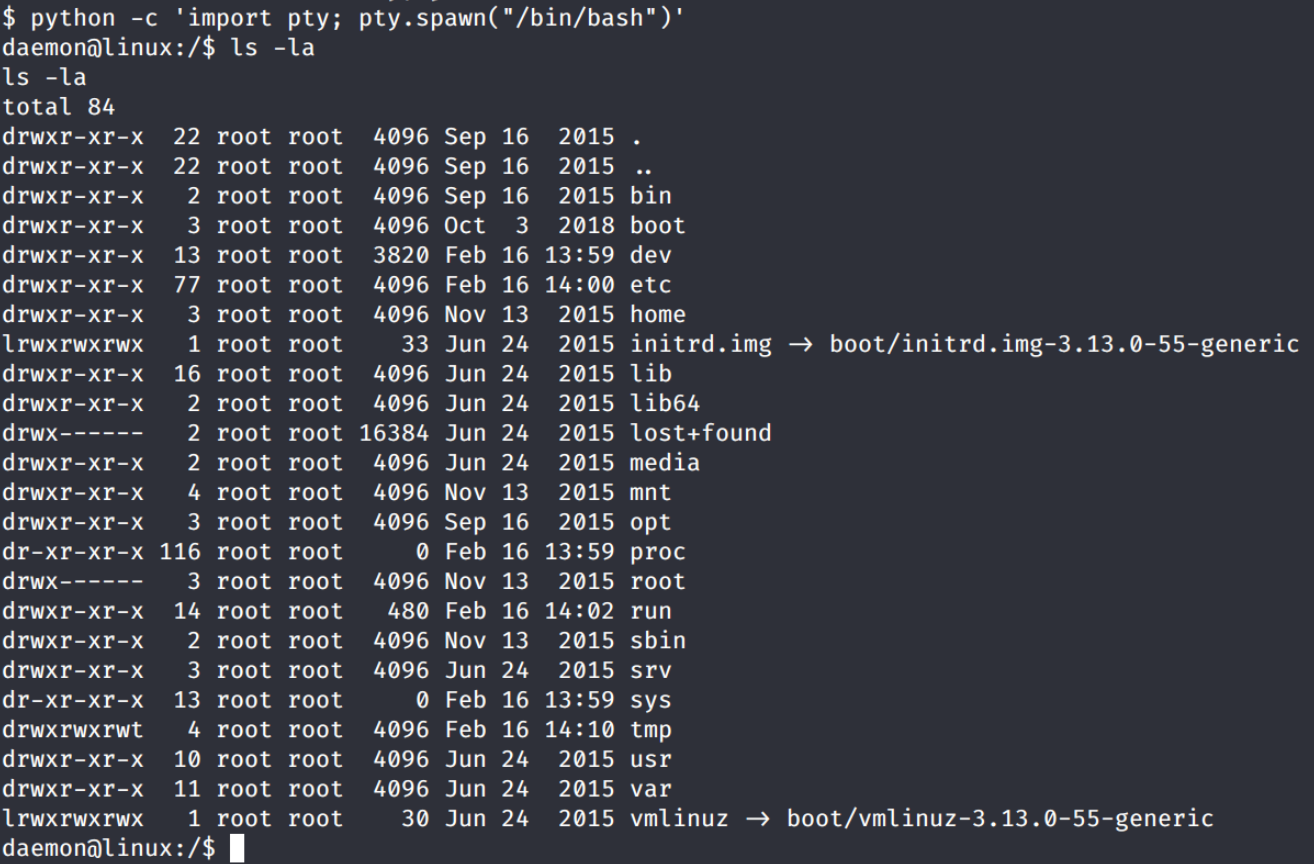 $ python -c 'import pty; pty.spawn("/bin/bash")'
daemon@linux:/$ ls -la
ls -la
total 84
drwxr-xr-x  22 root root  4096 Sep 16  2015 .
drwxr-xr-x  22 root root  4096 Sep 16  2015 ..
drwxr-xr-x   2 root root  4096 Sep 16  2015 bin
drwxr-xr-x   3 root root  4096 Oct  3  2018 boot
drwxr-xr-x  13 root root  3820 Feb 16 13:59 dev
drwxr-xr-x  77 root root  4096 Feb 16 14:00 etc
drwxr-xr-x   3 root root  4096 Nov 13  2015 home
lrwxrwxrwx   1 root root    33 Jun 24  2015 initrd.img → boot/initrd.img-3.13.0-55-generic
drwxr-xr-x  16 root root  4096 Jun 24  2015 lib
drwxr-xr-x   2 root root  4096 Jun 24  2015 lib64
drwx------   2 root root 16384 Jun 24  2015 lost+found
drwxr-xr-x   2 root root  4096 Jun 24  2015 media
drwxr-xr-x   4 root root  4096 Nov 13  2015 mnt
drwxr-xr-x   3 root root  4096 Sep 16  2015 opt
dr-xr-xr-x 116 root root     0 Feb 16 13:59 proc
drwx------   3 root root  4096 Nov 13  2015 root
drwxr-xr-x  14 root root   480 Feb 16 14:02 run
drwxr-xr-x   2 root root  4096 Nov 13  2015 sbin
drwxr-xr-x   3 root root  4096 Jun 24  2015 srv
dr-xr-xr-x  13 root root     0 Feb 16 13:59 sys
drwxrwxrwt   4 root root  4096 Feb 16 14:10 tmp
drwxr-xr-x  10 root root  4096 Jun 24  2015 usr
drwxr-xr-x  11 root root  4096 Jun 24  2015 var
lrwxrwxrwx   1 root root    30 Jun 24  2015 vmlinuz → boot/vmlinuz-3.13.0-55-generic
daemon@linux:/$